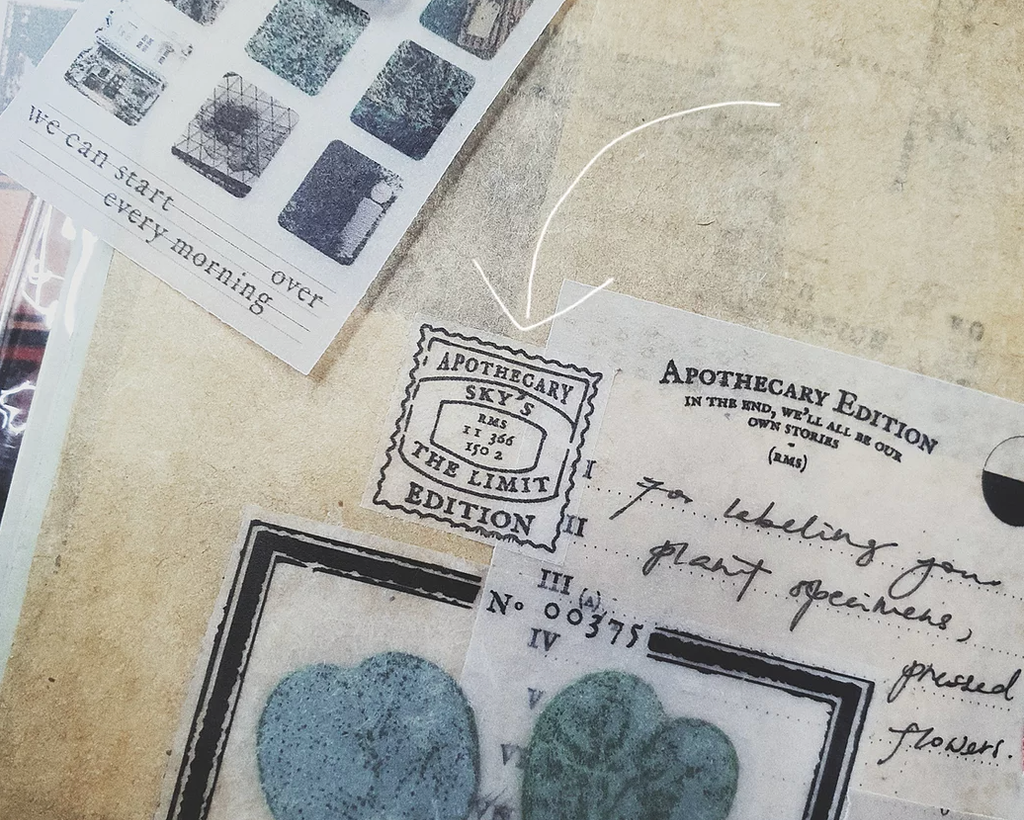 we can start
every morning
over
APOTHECARY
SKY'S
RMS
11 366
150 2
THE LIMIT
EDITION
APOTHECARY EDITION
IN THE END, WE'LL ALL BE OUR
OWN STORIES
-
(RMS)
I
For labeling your
II
plant specimens,
III (A)
No 00375
IV
pressed
V
flowers.
VI